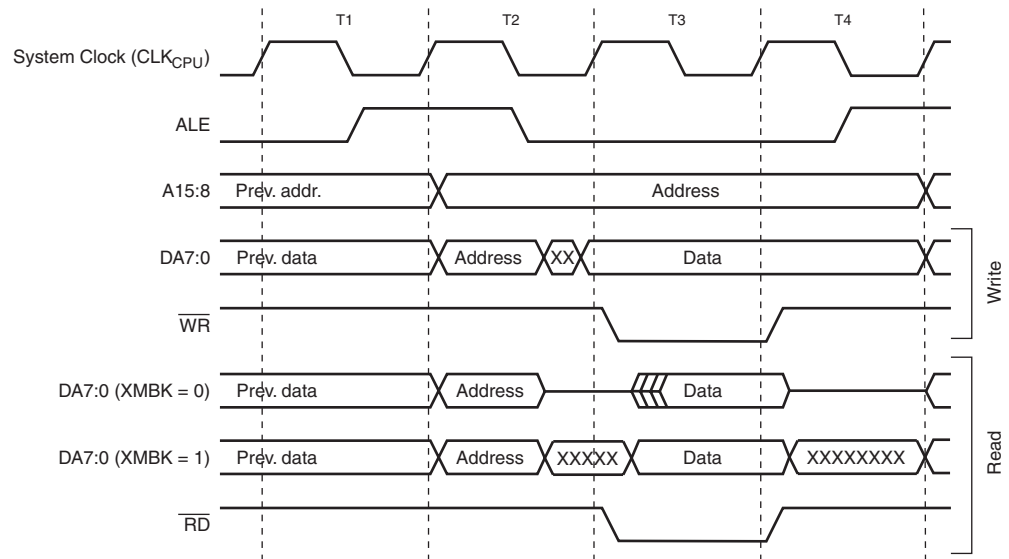 T1 T2 T3 T4
System Clock (CLKCPU)
ALE
A15:8 Prev. addr. Address
DA7:0 Prev. data Address XX Data
WR
Write
DA7:0 (XMBK = 0) Prev. data Address Data
DA7:0 (XMBK = 1) Prev. data Address XXXXX Data XXXXXXXX
RD
Read